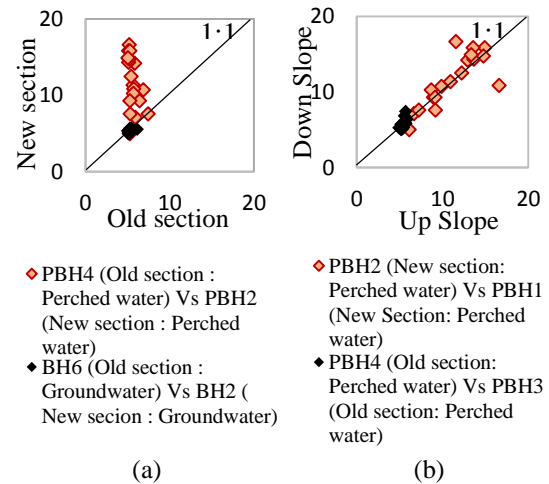 20
1:1
New section
10
0
0
10
20
Old section
◆ PBH4 (Old section :
Perched water) Vs PBH2
(New section : Perched
water)
◆ BH6 (Old section :
Groundwater) Vs BH2 (
New secion : Groundwater)
(a)
20
1:1
Down Slope
10
0
0
10
20
Up Slope
◆ PBH2 (New section:
Perched water) Vs PBH1
(New Section: Perched
water)
◆ PBH4 (Old section:
Perched water) Vs PBH3
(Old section: Perched
water)
(b)